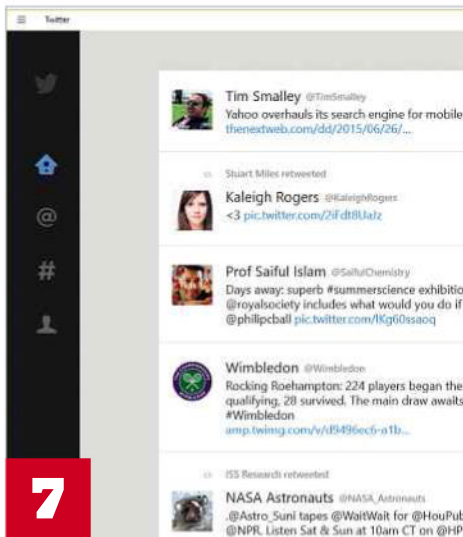 Twitter
Tim Smalley @TimSmalley
Yahoo overhauls its search engine for mobile
thenextweb.com/dd/2015/06/26/...
Stuart Miles retweeted
Kaleigh Rogers @KaleighRogers
<3 pic.twitter.com/2iFdt8UaIz
@
Prof Saiful Islam @SaifulChemistry
#
Days away: superb #summerscience exhibitio
@royalsociety includes what would you do if
@philipcball pic.twitter.com/IKg60ssaoq
Wimbledon @Wimbledon
Rocking Roehampton: 224 players began the
qualifying, 28 survived. The main draw awaits
#Wimbledon
amp.twimg.com/v/d9496ec6-a1b...
ISS Research retweeted
7
NASA Astronauts @NASA_Astronauts
.@Astro_Suni tapes @WaitWait for @HouPub
@NPR. Listen Sat & Sun at 10am CT on @HP